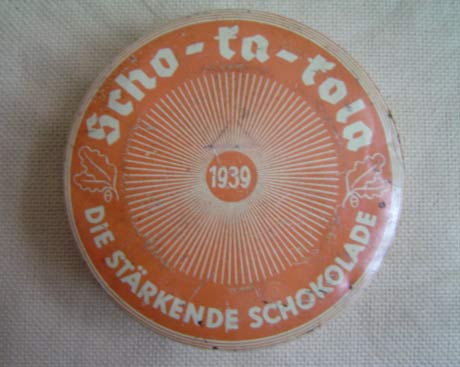 Scho-ka-kola
1939
DIE STÄRKENDE SCHOKOLADE